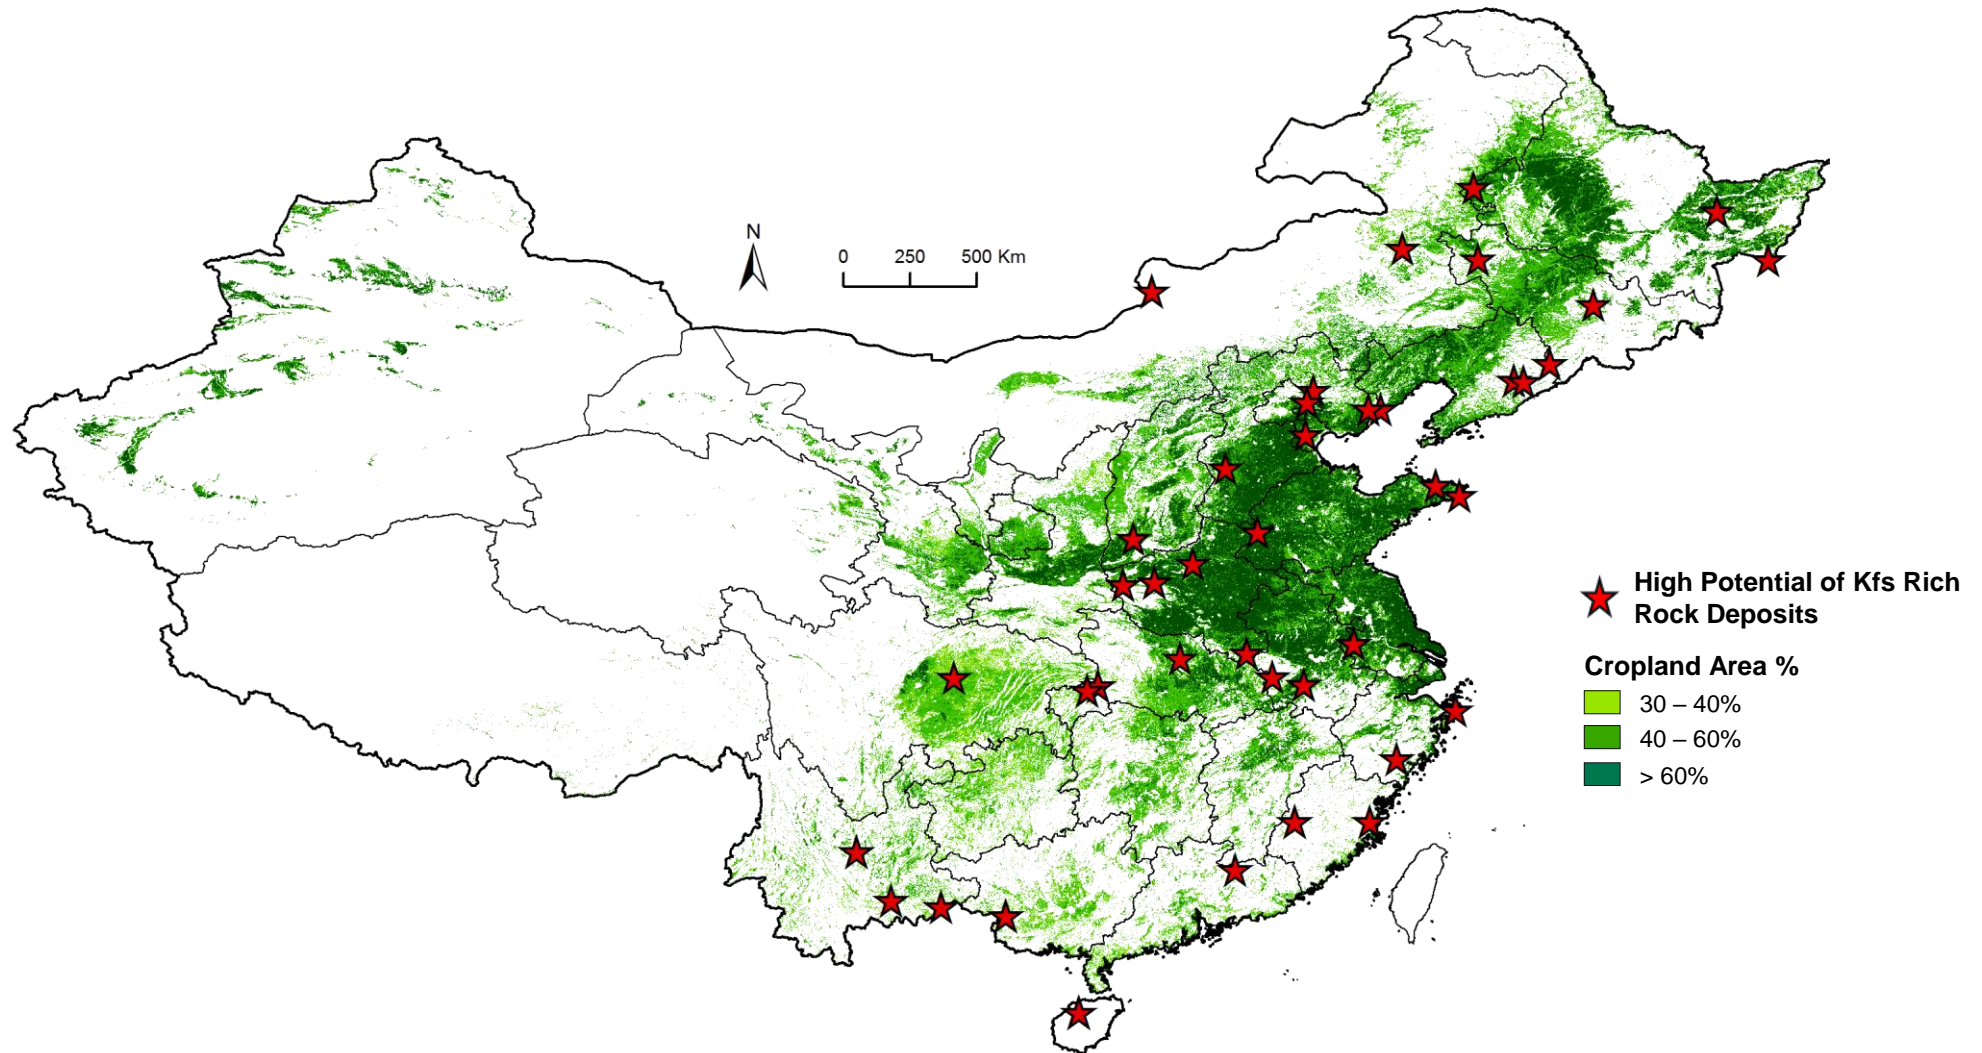 N
0 250 500 Km
High Potential of Kfs Rich
Rock Deposits
Cropland Area %
30 – 40%
40 – 60%
> 60%